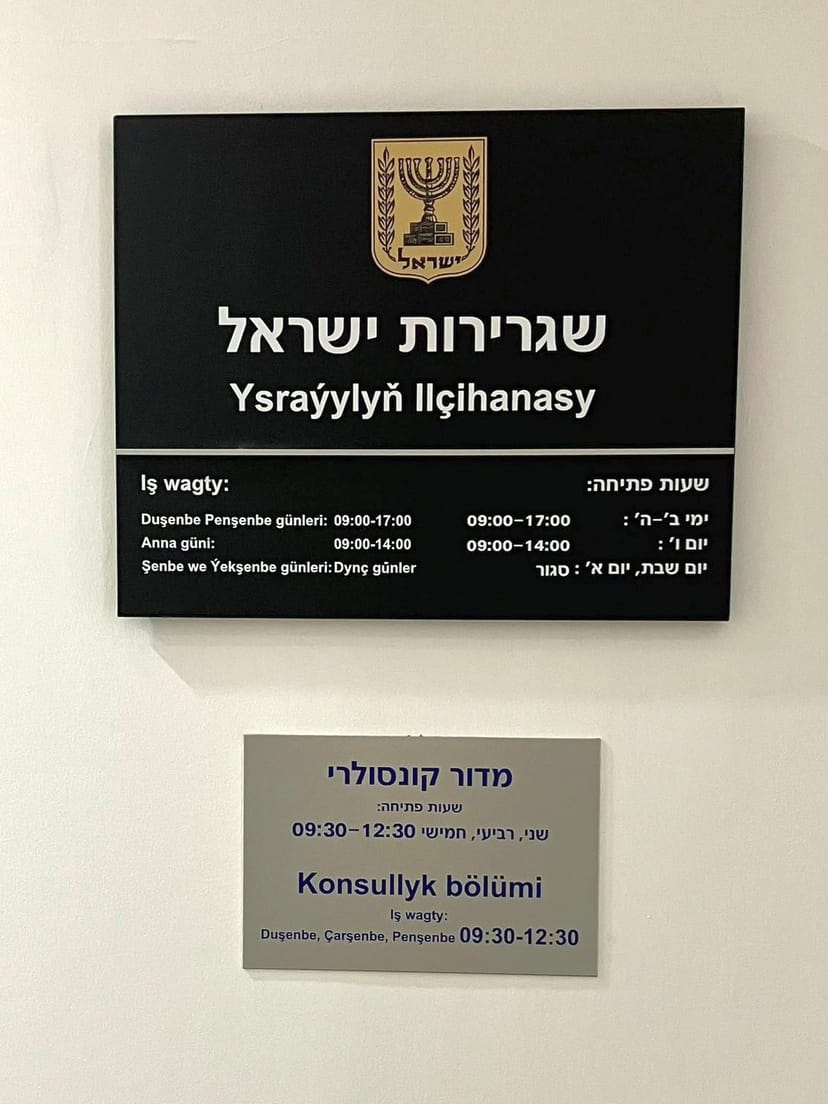 ישראל
שגרירות ישראל
Ysraýylyň Ilçihanasy
Iş wagty:
Duşenbe Penşenbe günleri: 09:00-17:00
Anna güni: 09:00-14:00
Şenbe we Ýekşenbe günleri: Dynç günler
שעות פתיחה:
ימי ב׳–ה׳ : 09:00–17:00
יום ו׳ : 09:00–14:00
יום שבת, יום א׳ : סגור
מדור קונסולרי
שעות פתיחה:
שני, רביעי, חמישי 09:30–12:30
Konsullyk bölümi
Iş wagty:
Duşenbe, Çarşenbe, Penşenbe 09:30-12:30